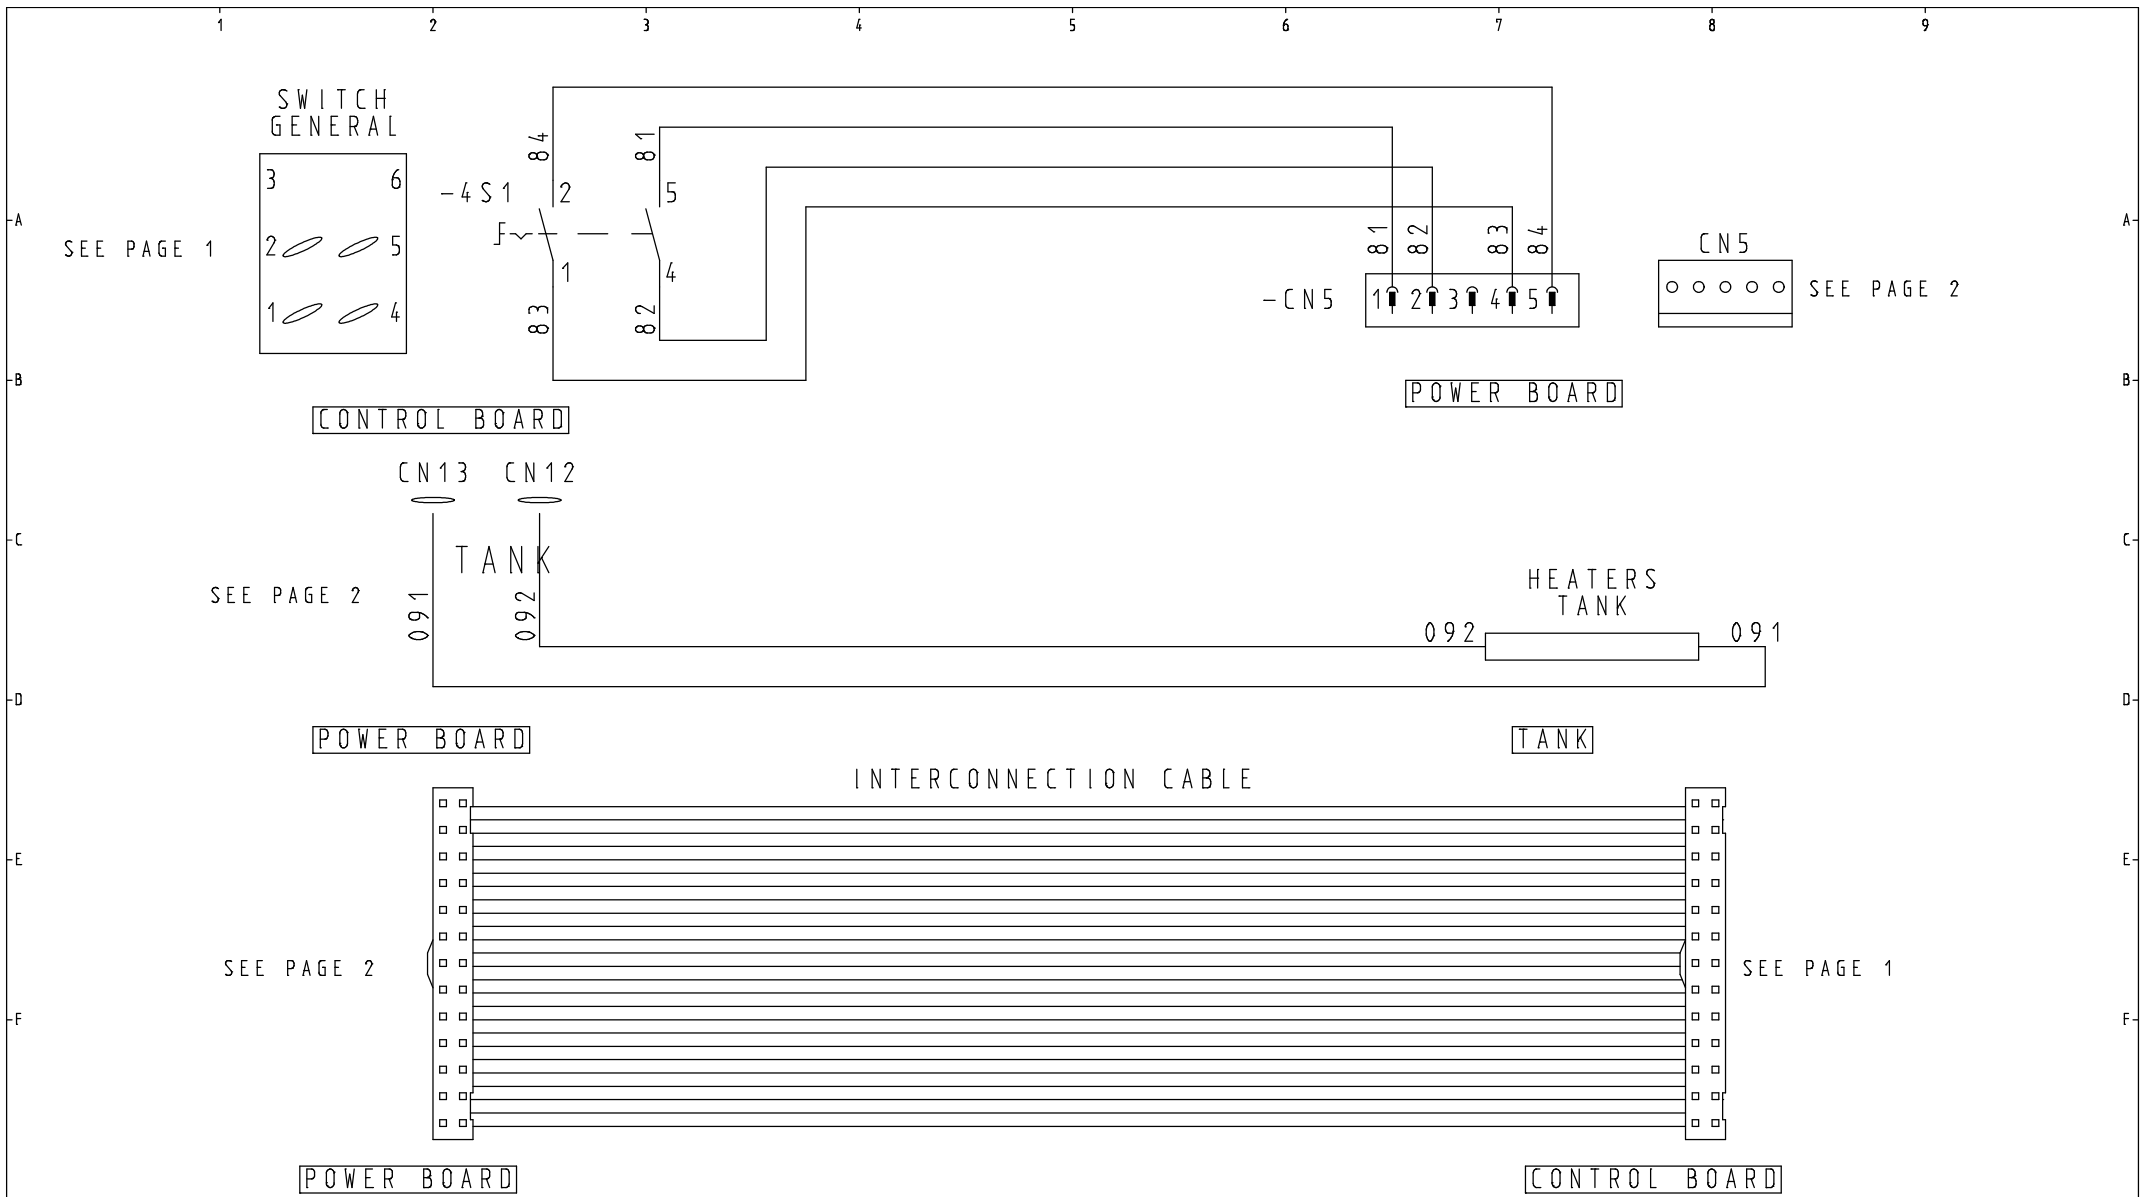 1 2 3 4 5 6 7 8 9
SWITCH
GENERAL
3 6
2 5
1 4
SEE PAGE 1
-4S1
84
81
2
5
1
4
83
82
81 82 83 84
-CN5
1 2 3 4 5
CN5
SEE PAGE 2
A A
B B
CONTROL BOARD
POWER BOARD
CN13 CN12
C C
TANK
SEE PAGE 2
091
092
HEATERS
TANK
092 091
D D
POWER BOARD
TANK
INTERCONNECTION CABLE
E E
SEE PAGE 2
SEE PAGE 1
F F
POWER BOARD
CONTROL BOARD